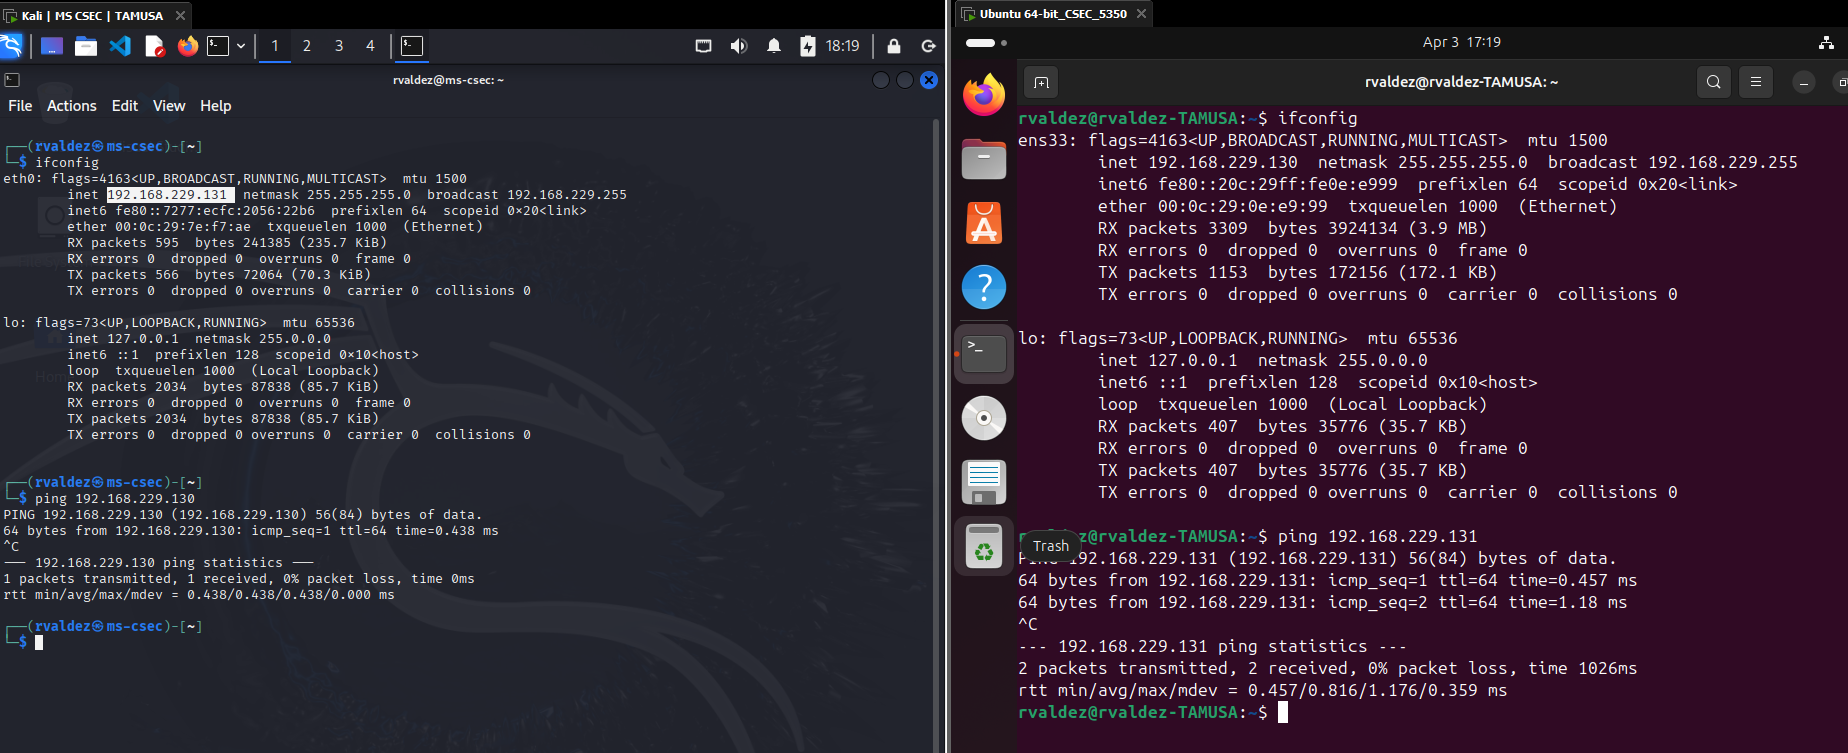 Kali | MS CSEC | TAMUSA
1 2 3 4 18:19
rvaldez@ms-csec: ~
File Actions Edit View Help
┌──(rvaldez㉿ms-csec)-[~]
└─$ ifconfig
eth0: flags=4163<UP,BROADCAST,RUNNING,MULTICAST>  mtu 1500
        inet 192.168.229.131  netmask 255.255.255.0  broadcast 192.168.229.255
        inet6 fe80::7277:ecfc:2056:22b6  prefixlen 64  scopeid 0×20<link>
        ether 00:0c:29:7e:f7:ae  txqueuelen 1000  (Ethernet)
        RX packets 595  bytes 241385 (235.7 KiB)
        RX errors 0  dropped 0  overruns 0  frame 0
        TX packets 566  bytes 72064 (70.3 KiB)
        TX errors 0  dropped 0 overruns 0  carrier 0  collisions 0
lo: flags=73<UP,LOOPBACK,RUNNING>  mtu 65536
        inet 127.0.0.1  netmask 255.0.0.0
        inet6 ::1  prefixlen 128  scopeid 0×10<host>
        loop  txqueuelen 1000  (Local Loopback)
        RX packets 2034  bytes 87838 (85.7 KiB)
        RX errors 0  dropped 0  overruns 0  frame 0
        TX packets 2034  bytes 87838 (85.7 KiB)
        TX errors 0  dropped 0 overruns 0  carrier 0  collisions 0
┌──(rvaldez㉿ms-csec)-[~]
└─$ ping 192.168.229.130
PING 192.168.229.130 (192.168.229.130) 56(84) bytes of data.
64 bytes from 192.168.229.130: icmp_seq=1 ttl=64 time=0.438 ms
^C
─── 192.168.229.130 ping statistics ───
1 packets transmitted, 1 received, 0% packet loss, time 0ms
rtt min/avg/max/mdev = 0.438/0.438/0.438/0.000 ms
┌──(rvaldez㉿ms-csec)-[~]
└─$
Ubuntu 64-bit_CSEC_5350
Apr 3 17:19
rvaldez@rvaldez-TAMUSA: ~
rvaldez@rvaldez-TAMUSA:~$ ifconfig
ens33: flags=4163<UP,BROADCAST,RUNNING,MULTICAST>  mtu 1500
        inet 192.168.229.130  netmask 255.255.255.0  broadcast 192.168.229.255
        inet6 fe80::20c:29ff:fe0e:e999  prefixlen 64  scopeid 0x20<link>
        ether 00:0c:29:0e:e9:99  txqueuelen 1000  (Ethernet)
        RX packets 3309  bytes 3924134 (3.9 MB)
        RX errors 0  dropped 0  overruns 0  frame 0
        TX packets 1153  bytes 172156 (172.1 KB)
        TX errors 0  dropped 0 overruns 0  carrier 0  collisions 0
lo: flags=73<UP,LOOPBACK,RUNNING>  mtu 65536
        inet 127.0.0.1  netmask 255.0.0.0
        inet6 ::1  prefixlen 128  scopeid 0x10<host>
        loop  txqueuelen 1000  (Local Loopback)
        RX packets 407  bytes 35776 (35.7 KB)
        RX errors 0  dropped 0  overruns 0  frame 0
        TX packets 407  bytes 35776 (35.7 KB)
        TX errors 0  dropped 0 overruns 0  carrier 0  collisions 0
rvaldez@rvaldez-TAMUSA:~$ ping 192.168.229.131
Trash
PING 192.168.229.131 (192.168.229.131) 56(84) bytes of data.
64 bytes from 192.168.229.131: icmp_seq=1 ttl=64 time=0.457 ms
64 bytes from 192.168.229.131: icmp_seq=2 ttl=64 time=1.18 ms
^C
--- 192.168.229.131 ping statistics ---
2 packets transmitted, 2 received, 0% packet loss, time 1026ms
rtt min/avg/max/mdev = 0.457/0.816/1.176/0.359 ms
rvaldez@rvaldez-TAMUSA:~$